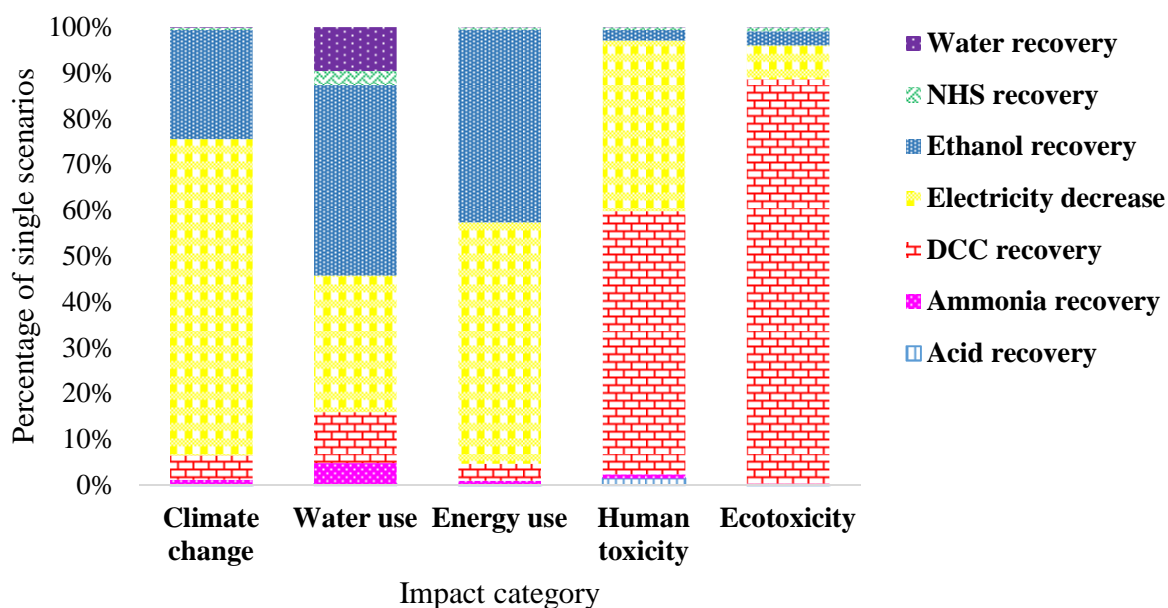 Percentage of single scenarios
100%
90%
80%
70%
60%
50%
40%
30%
20%
10%
0%
Climate
change
Water use
Energy use
Human
toxicity
Ecotoxicity
Impact category
Water recovery
NHS recovery
Ethanol recovery
Electricity decrease
DCC recovery
Ammonia recovery
Acid recovery